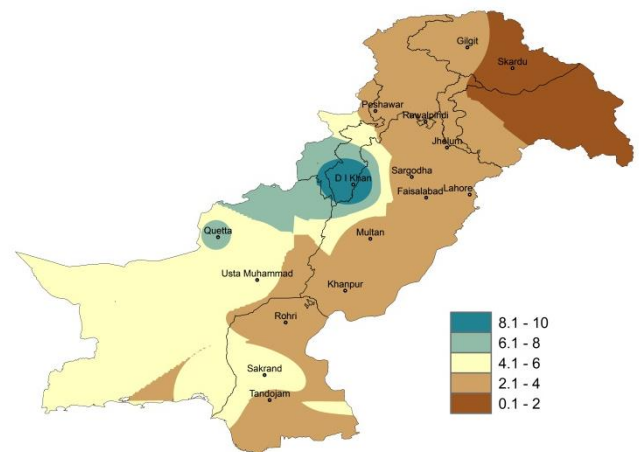 Gilgit
Skardu
Peshawar
Rawalpindi
Jhelum
D I Khan
Sargodha
Faisalabad
Lahore
Quetta
Multan
Usta Muhammad
Khanpur
Rohri
8.1 - 10
6.1 - 8
4.1 - 6
2.1 - 4
0.1 - 2
Sakrand
Tandojam